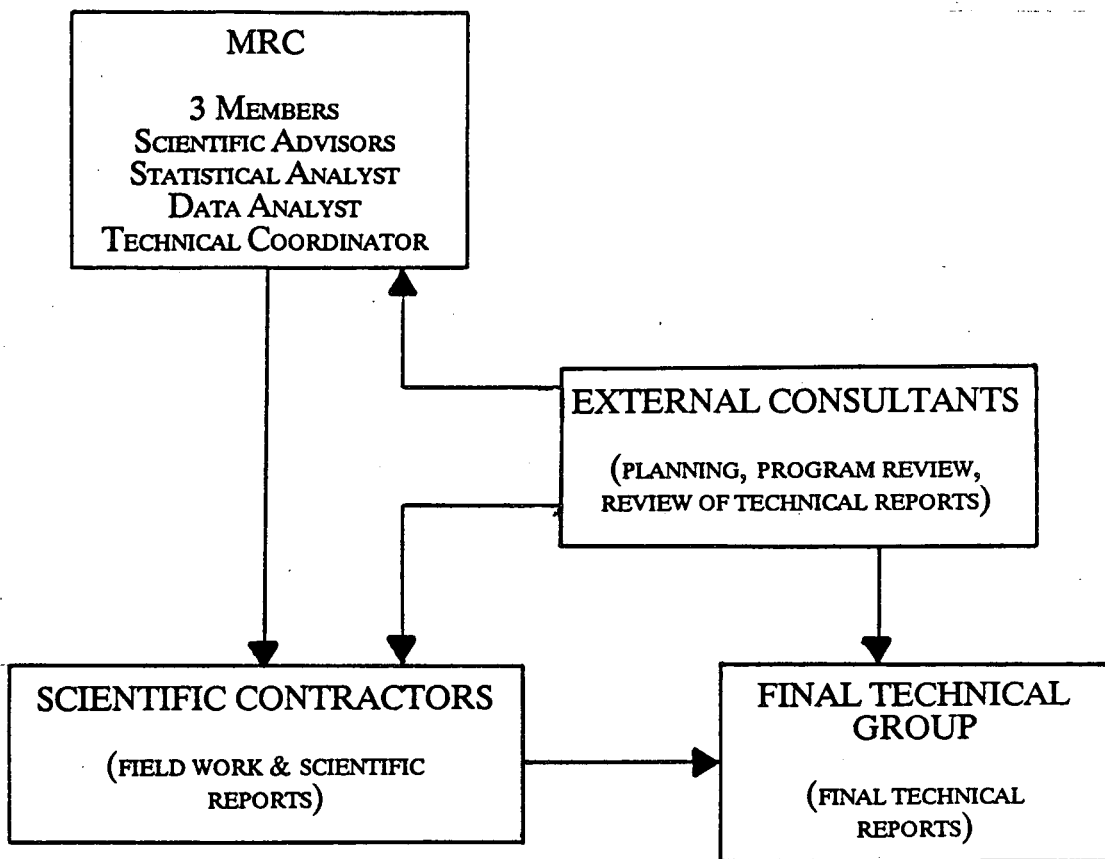 MRC
3 MEMBERS
SCIENTIFIC ADVISORS
STATISTICAL ANALYST
DATA ANALYST
TECHNICAL COORDINATOR
EXTERNAL CONSULTANTS
(PLANNING, PROGRAM REVIEW,
REVIEW OF TECHNICAL REPORTS)
SCIENTIFIC CONTRACTORS
(FIELD WORK & SCIENTIFIC
REPORTS)
FINAL TECHNICAL
GROUP
(FINAL TECHNICAL
REPORTS)